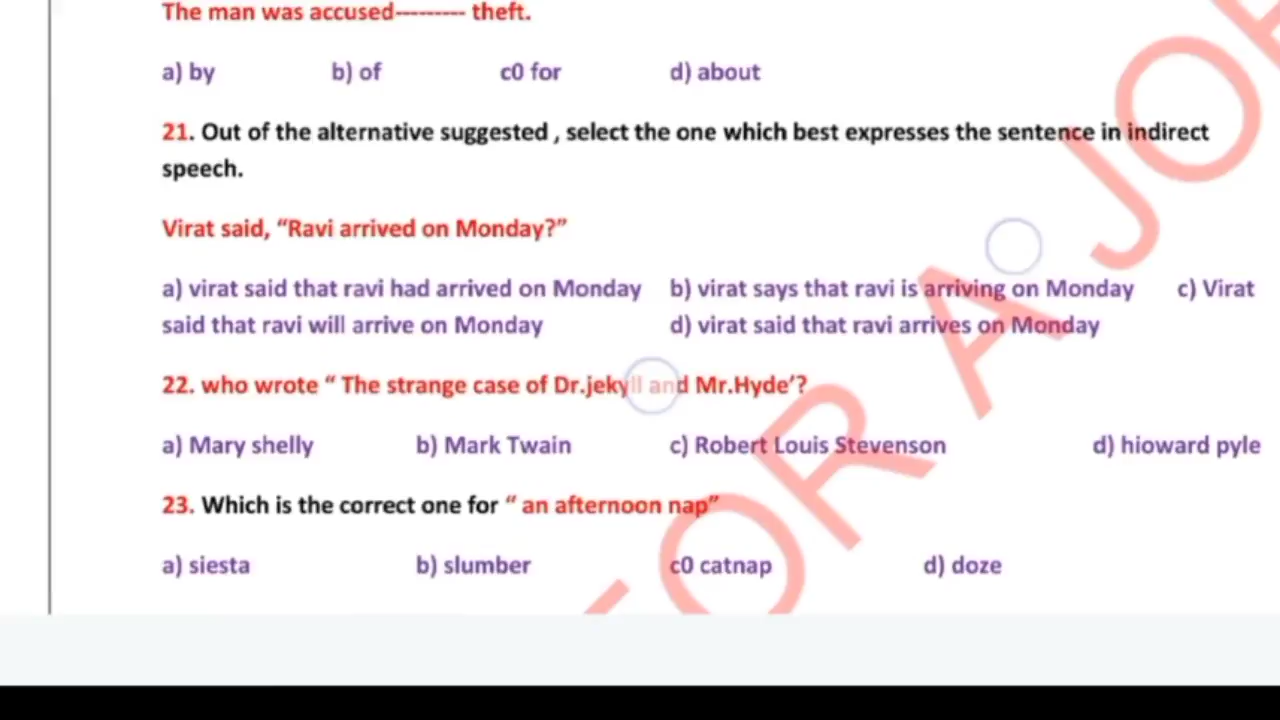 The man was accused--------- theft.
a) by b) of c0 for d) about
21. Out of the alternative suggested , select the one which best expresses the sentence in indirect
speech.
Virat said, “Ravi arrived on Monday?”
a) virat said that ravi had arrived on Monday b) virat says that ravi is arriving on Monday c) Virat
said that ravi will arrive on Monday d) virat said that ravi arrives on Monday
22. who wrote “ The strange case of Dr.jekyll and Mr.Hyde’?
a) Mary shelly b) Mark Twain c) Robert Louis Stevenson d) hioward pyle
23. Which is the correct one for “ an afternoon nap”
a) siesta b) slumber c0 catnap d) doze
FOR A JOB